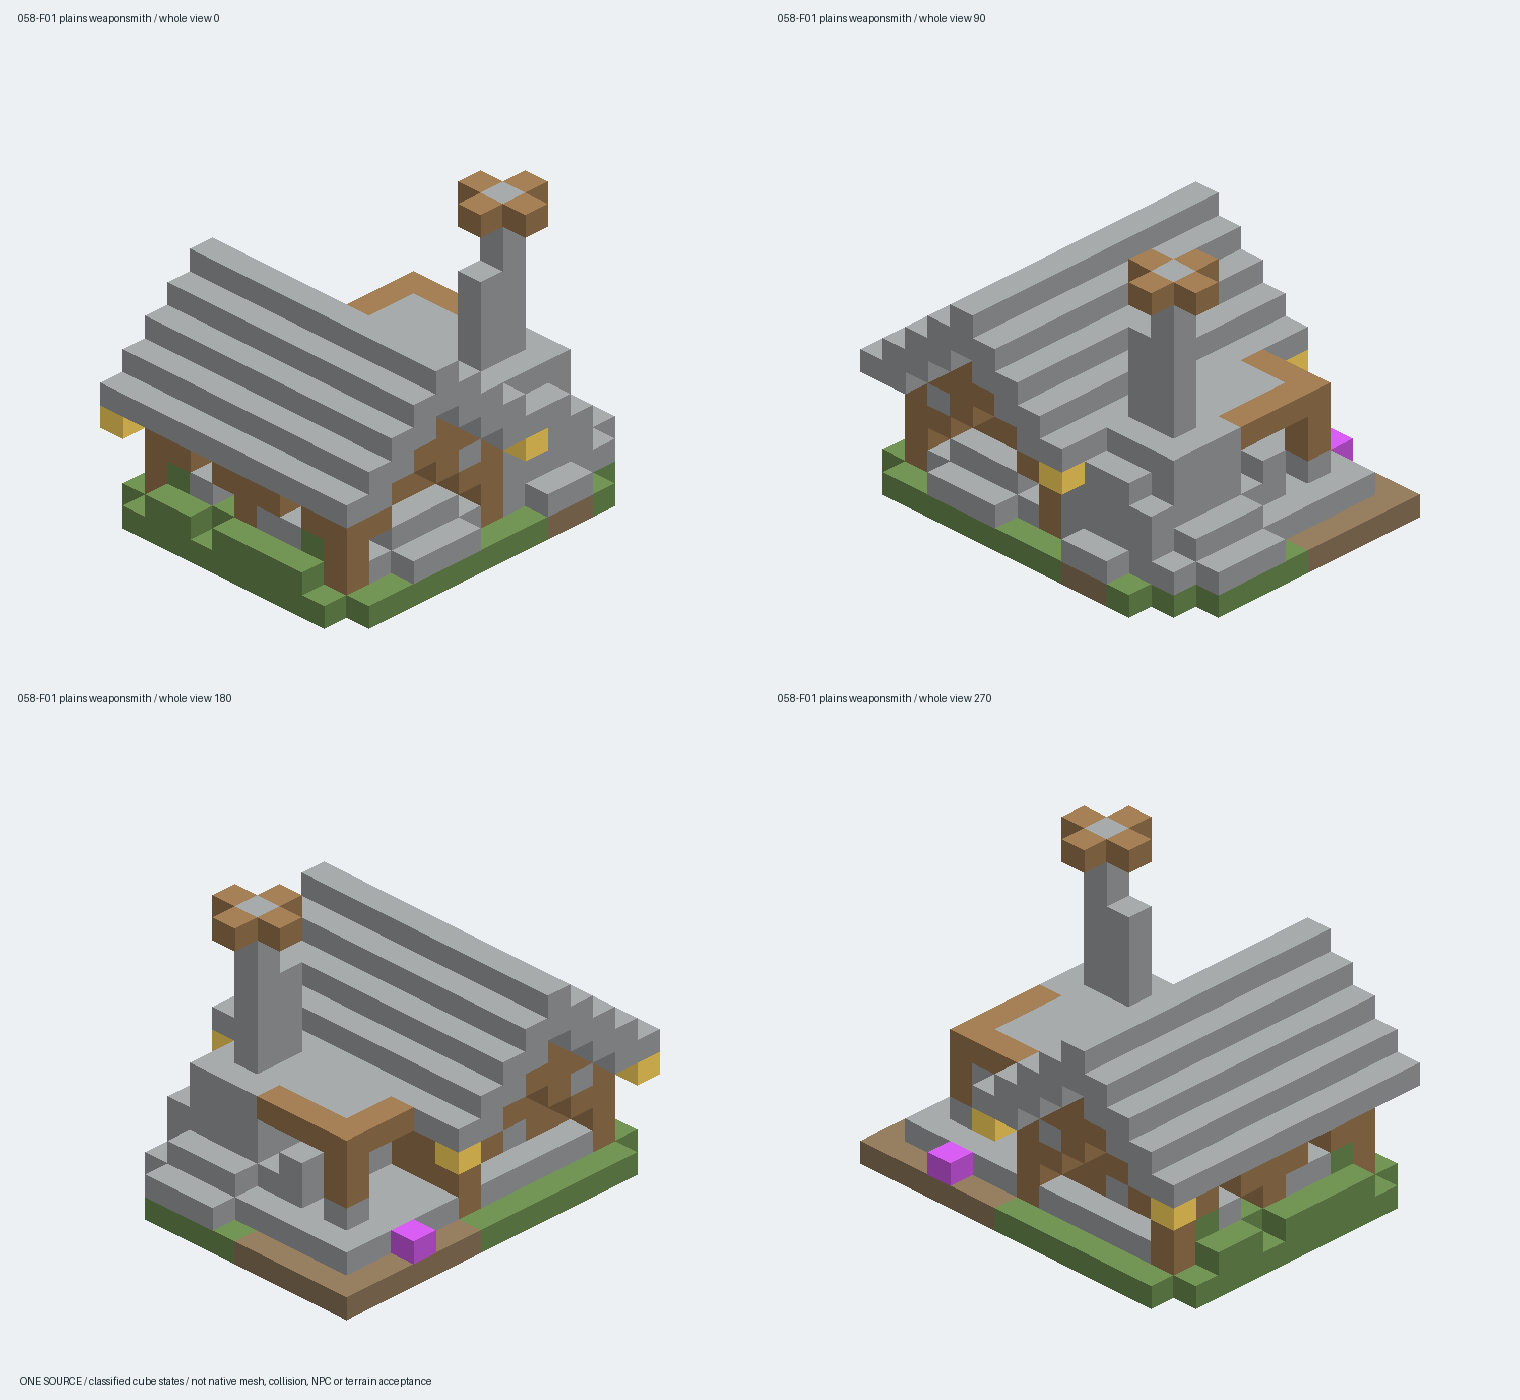 058-F01 plains weaponsmith / whole view 0
058-F01 plains weaponsmith / whole view 90
058-F01 plains weaponsmith / whole view 180
058-F01 plains weaponsmith / whole view 270
ONE SOURCE / classified cube states / not native mesh, collision, NPC or terrain acceptance